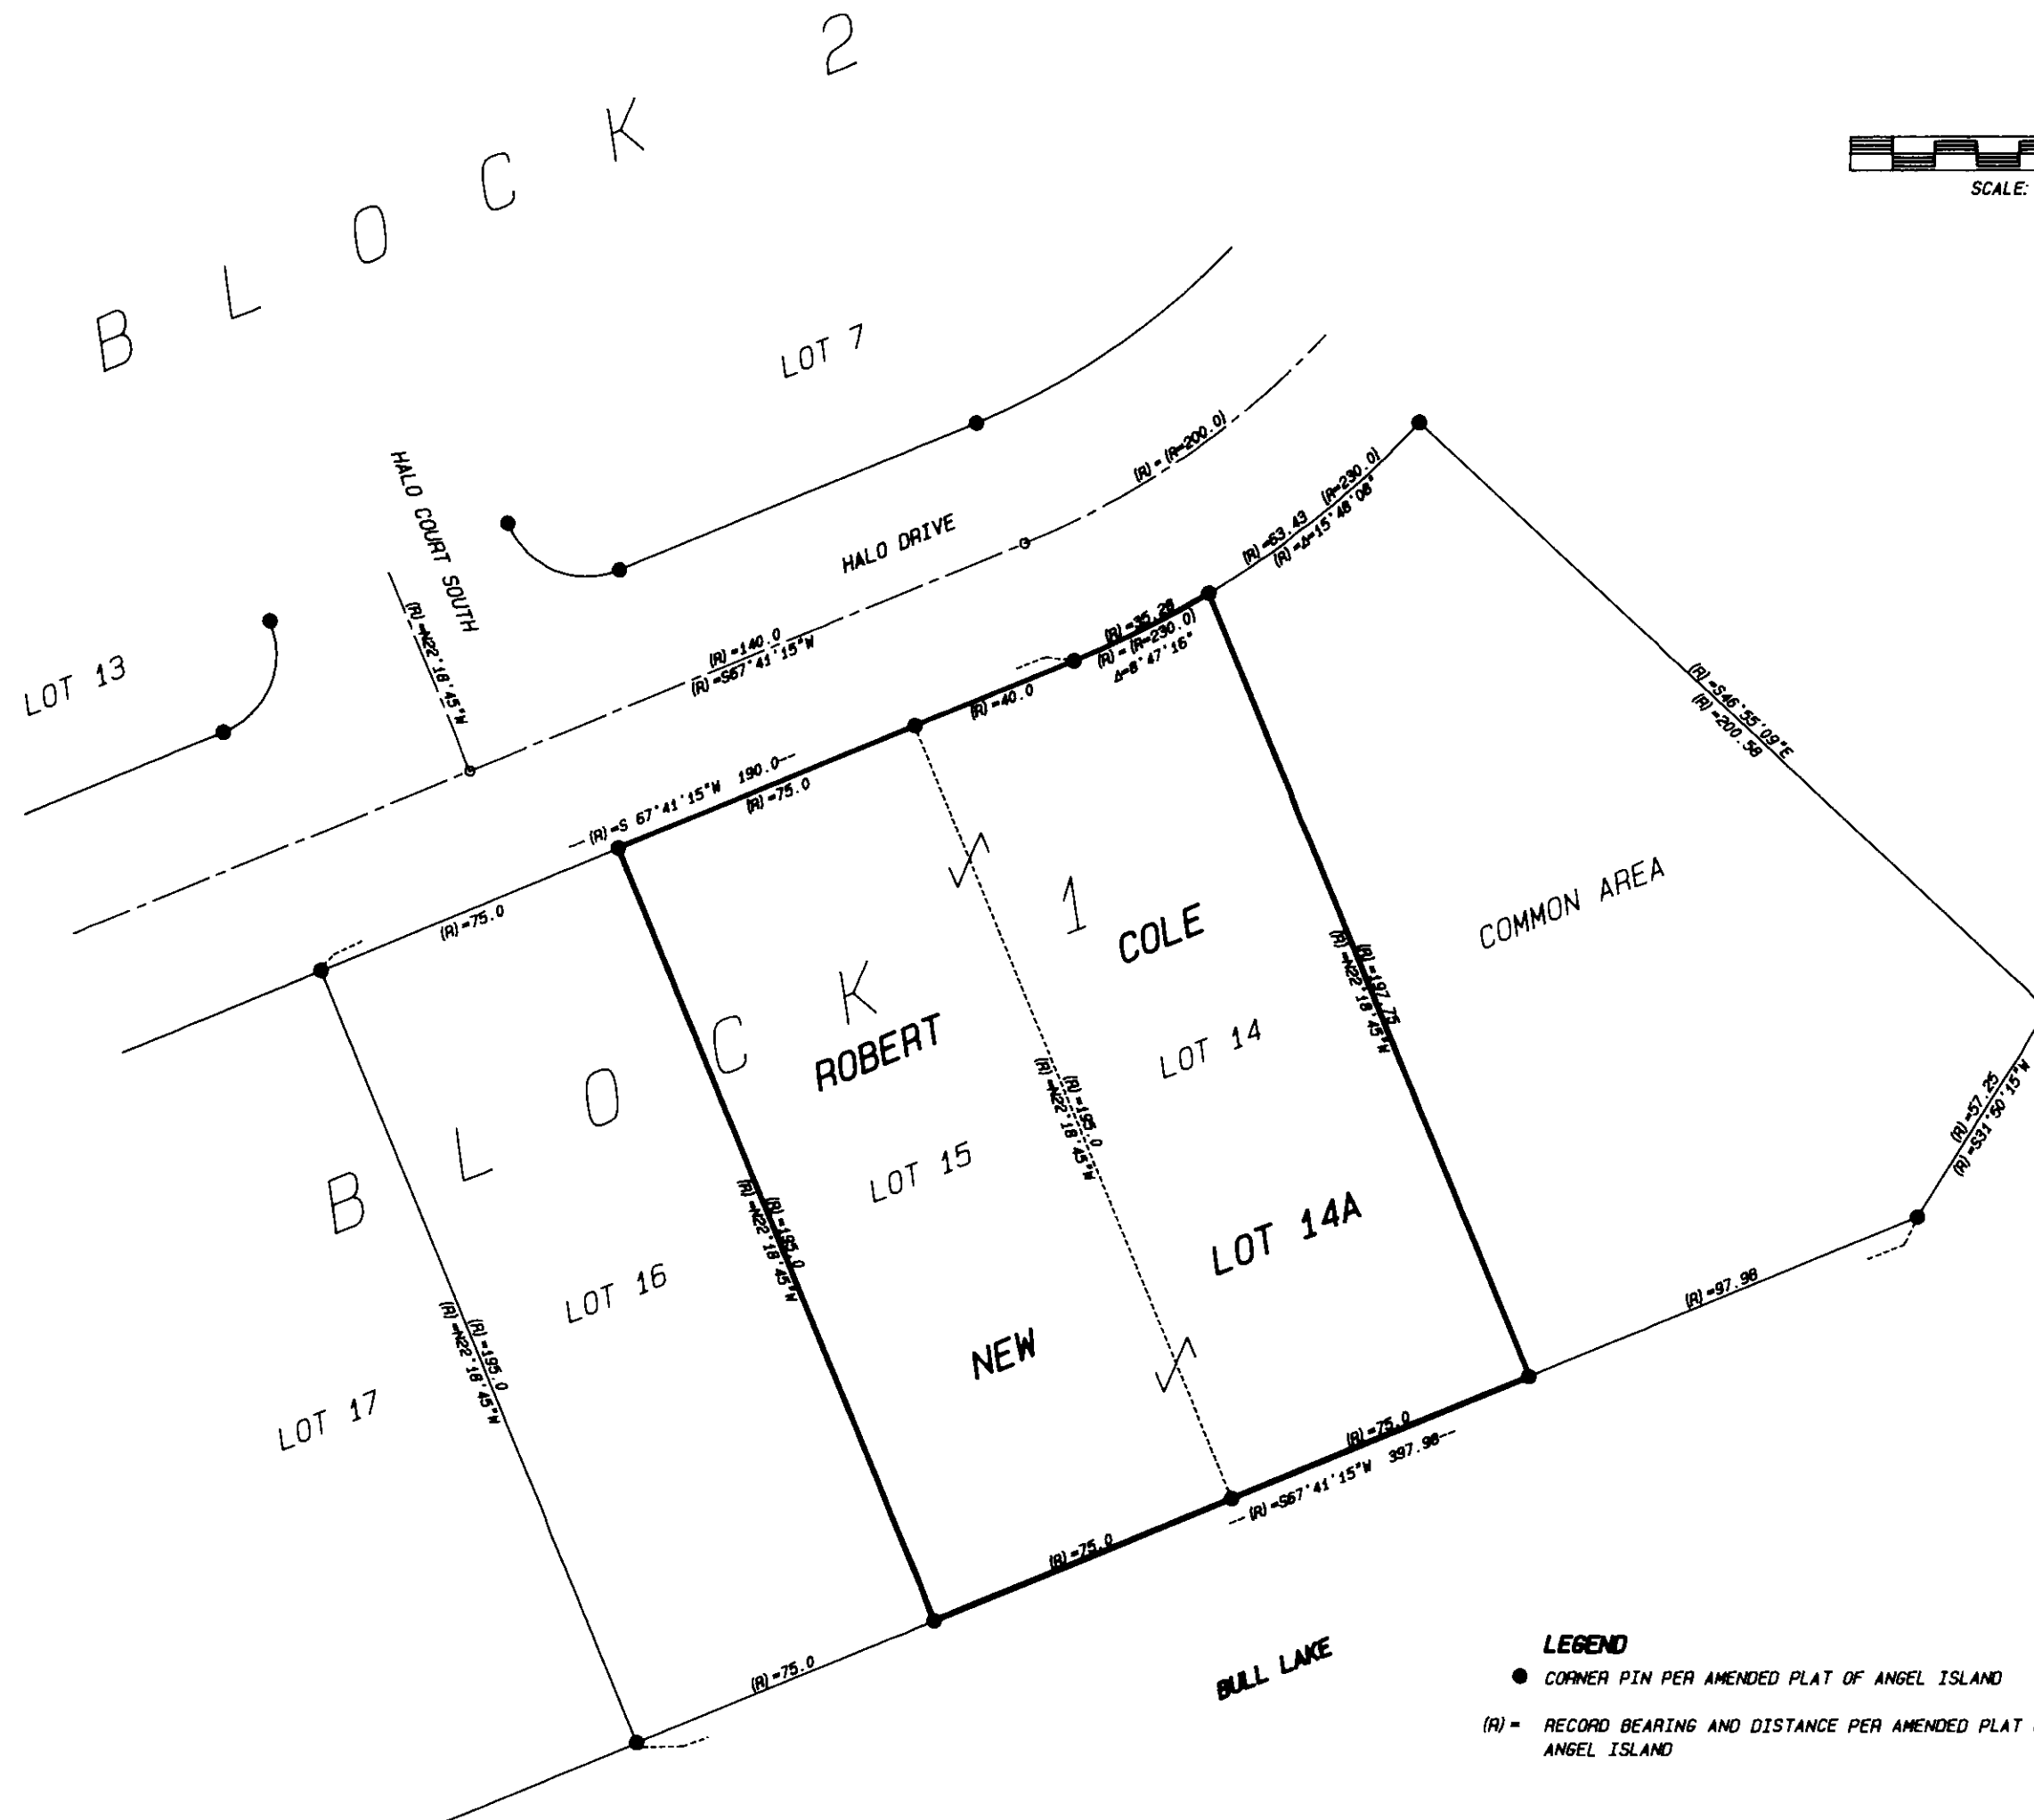 BLOCK 2
SCALE:
LOT 7
HALO COURT SOUTH
HALO DRIVE
(R) = (R=200.0)
(R)=63.43 (R=230.0)
(R)=Δ=15°48'08"
LOT 13
(R)=N22°18'45"W
(R)=140.0
(R)=S67°41'15"W
(R)=35.28
(R) = (R=230.0)
Δ=8°47'16"
(R)=40.0
(R)=S46°55'09"E
(R)=200.58
(R)=S 67°41'15"W 190.0
(R)=75.0
(R)=75.0
BLOCK 1
COLE
COMMON AREA
ROBERT
LOT 14
(R)=197.75
(R)=N22°18'45"W
(R)=195.0
(R)=N22°18'45"W
LOT 15
(R)=57.25
(R)=S31°50'15"W
LOT 14A
(R)=195.0
(R)=N22°18'45"W
LOT 16
(R)=97.98
NEW
(R)=195.0
(R)=N22°18'45"W
LOT 17
(R)=75.0
(R)=S67°41'15"W 397.98
(R)=75.0
(R)=75.0
BULL LAKE
LEGEND
CORNER PIN PER AMENDED PLAT OF ANGEL ISLAND
(R)= RECORD BEARING AND DISTANCE PER AMENDED PLAT
ANGEL ISLAND